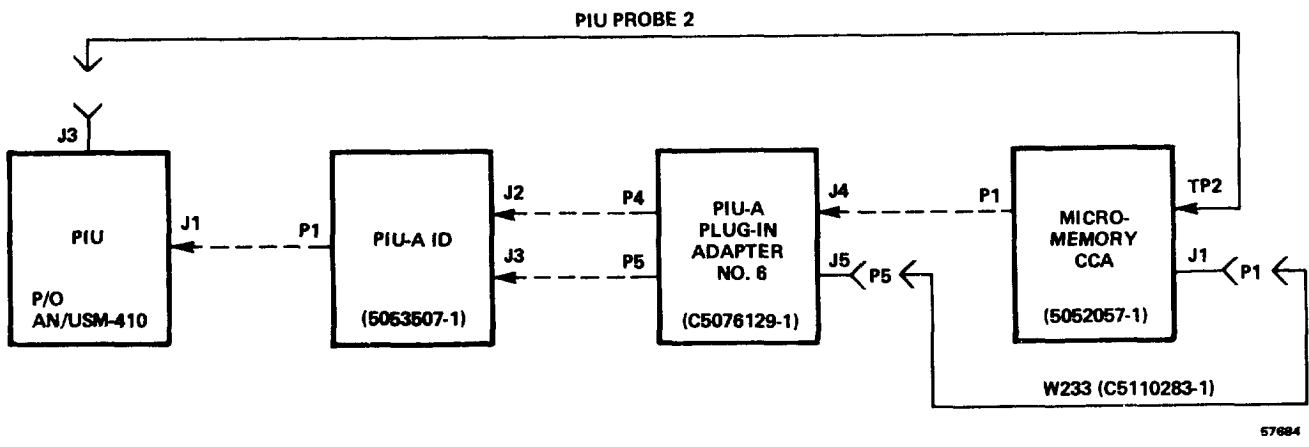 PIU PROBE 2
J3
PIU
P/O
AN/USM-410
J1
P1
PIU-A ID
(5053507-1)
J2
J3
P4
P5
PIU-A
PLUG-IN
ADAPTER
NO. 6
(C5076129-1)
J4
J5
P5
P1
MICRO-
MEMORY
CCA
(5052057-1)
TP2
J1
P1
W233 (C5110283-1)
57684